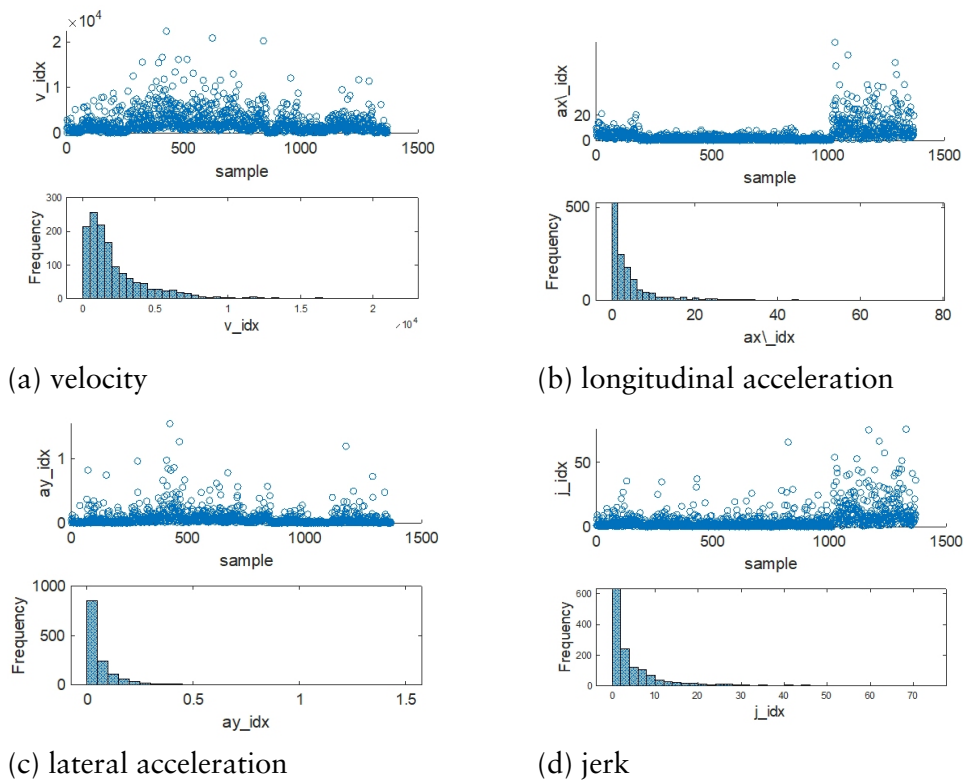 × 10⁴
2
1
0
v_idx
0 500 1000 1500
sample
300
200
100
0
Frequency
0 0.5 1 1.5 2
v_idx
×10⁴
(a) velocity
20
0
ax\_idx
0 500 1000 1500
sample
500
0
Frequency
0 20 40 60 80
ax\_idx
(b) longitudinal acceleration
1
0
ay_idx
0 500 1000 1500
sample
1000
500
0
Frequency
0 0.5 1 1.5
ay_idx
(c) lateral acceleration
50
0
j_idx
0 500 1000 1500
sample
600
400
200
0
Frequency
0 10 20 30 40 50 60 70
j_idx
(d) jerk